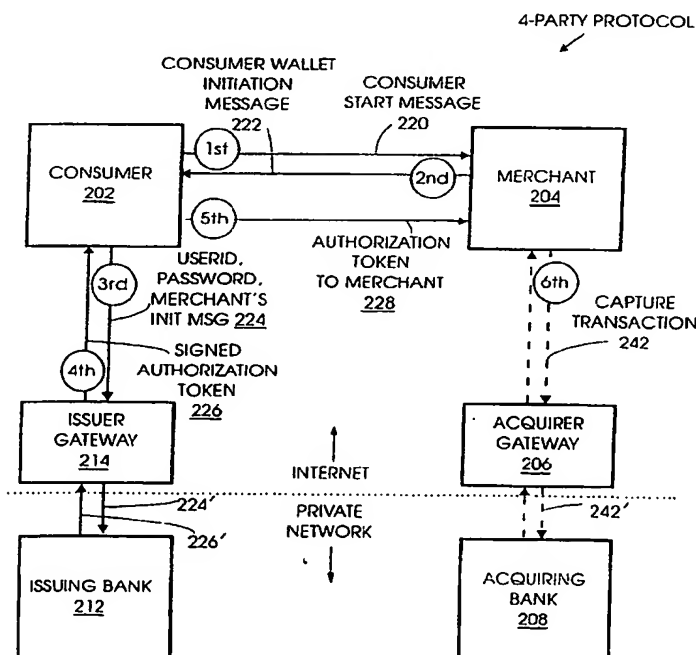 4-PARTY PROTOCOL
CONSUMER WALLET
INITIATION
MESSAGE
222
CONSUMER
START MESSAGE
220
CONSUMER
202
1st
2nd
MERCHANT
204
5th
AUTHORIZATION
TOKEN
TO MERCHANT
228
3rd
USERID,
PASSWORD,
MERCHANT'S
INIT MSG 224
6th
CAPTURE
TRANSACTION
242
4th
SIGNED
AUTHORIZATION
TOKEN
226
ISSUER
GATEWAY
214
ACQUIRER
GATEWAY
206
INTERNET
PRIVATE
NETWORK
224'
226'
242'
ISSUING BANK
212
ACQUIRING
BANK
208